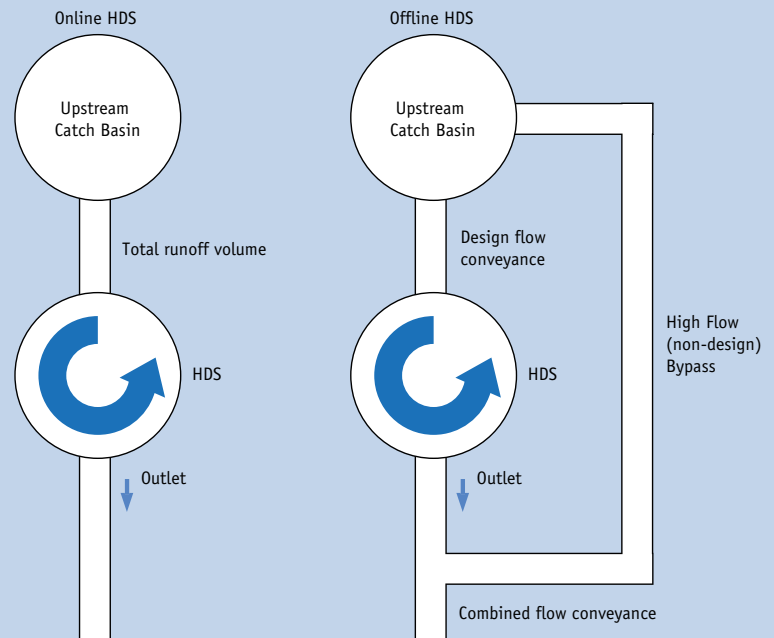 Online HDS
Upstream
Catch Basin
Total runoff volume
HDS
Outlet
Offline HDS
Upstream
Catch Basin
Design flow
conveyance
High Flow
(non-design)
Bypass
HDS
Outlet
Combined flow conveyance